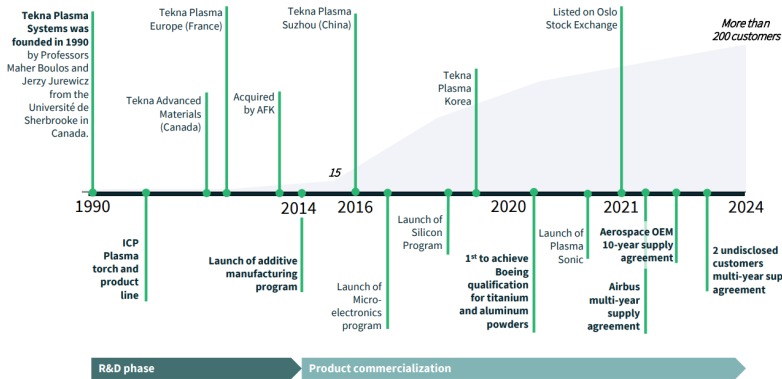 Tekna Plasma
Systems was
founded in 1990
by Professors
Maher Boulos and
Jerzy Jurewicz
from the
Université de
Sherbrooke in
Canada.
Tekna Advanced
Materials
(Canada)
Tekna Plasma
Europe (France)
Acquired
by AFK
Tekna Plasma
Suzhou (China)
Tekna
Plasma
Korea
Listed on Oslo
Stock Exchange
More than
200 customers
15
1990
2014
2016
2020
2021
2024
ICP
Plasma
torch and
product
line
Launch of additive
manufacturing
program
Launch of
Micro-
electronics
program
Launch of
Silicon
Program
1st to achieve
Boeing
qualification
for titanium
and aluminum
powders
Launch of
Plasma
Sonic
Airbus
multi-year
supply
agreement
Aerospace OEM
10-year supply
agreement
2 undisclosed
customers
multi-year sup
agreement
R&D phase
Product commercialization